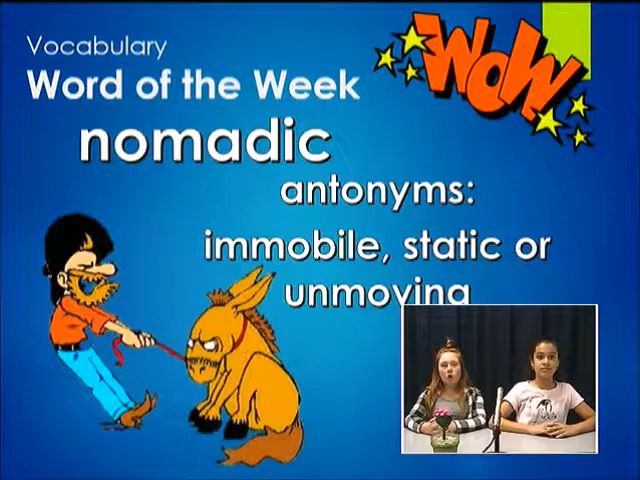 Vocabulary
WOW
Word of the Week
nomadic
antonyms:
immobile, static or
unmoving